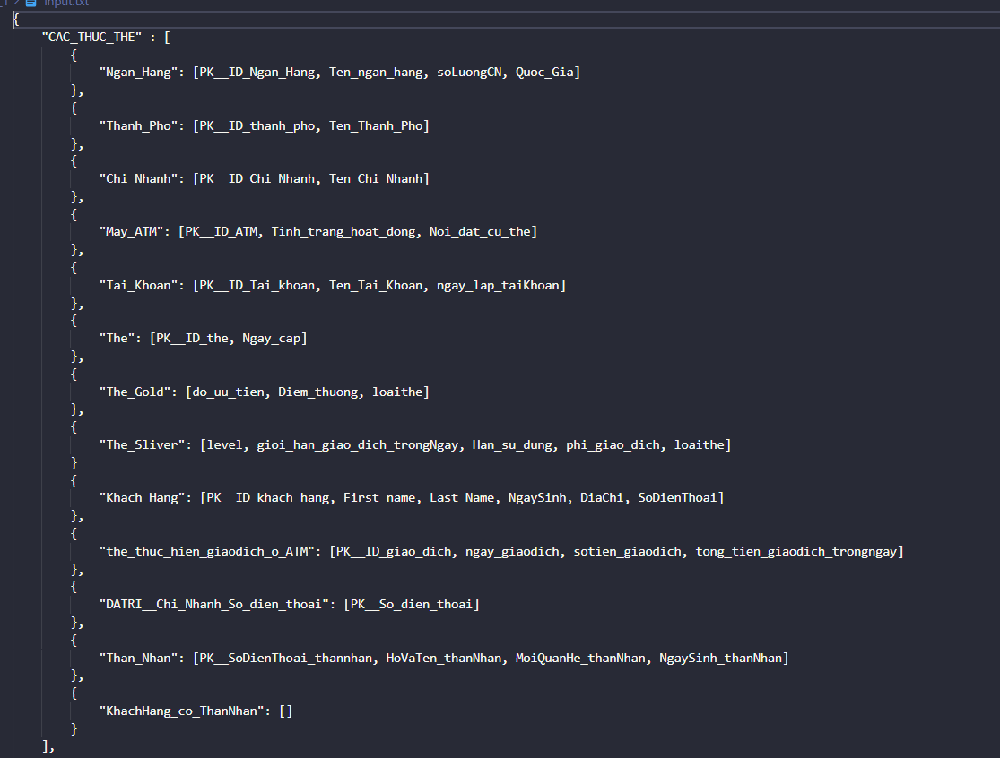 input.txt
{
"CAC_THUC_THE" : [
{
"Ngan_Hang": [PK__ID_Ngan_Hang, Ten_ngan_hang, soLuongCN, Quoc_Gia]
},
{
"Thanh_Pho": [PK__ID_thanh_pho, Ten_Thanh_Pho]
},
{
"Chi_Nhanh": [PK__ID_Chi_Nhanh, Ten_Chi_Nhanh]
},
{
"May_ATM": [PK__ID_ATM, Tinh_trang_hoat_dong, Noi_dat_cu_the]
},
{
"Tai_Khoan": [PK__ID_Tai_khoan, Ten_Tai_Khoan, ngay_lap_taiKhoan]
},
{
"The": [PK__ID_the, Ngay_cap]
},
{
"The_Gold": [do_uu_tien, Diem_thuong, loaithe]
},
{
"The_Sliver": [level, gioi_han_giao_dich_trongNgay, Han_su_dung, phi_giao_dich, loaithe]
}
{
"Khach_Hang": [PK__ID_khach_hang, First_name, Last_Name, NgaySinh, DiaChi, SoDienThoai]
},
{
"the_thuc_hien_giaodich_o_ATM": [PK__ID_giao_dich, ngay_giaodich, sotien_giaodich, tong_tien_giaodich_trongngay]
},
{
"DATRI__Chi_Nhanh_So_dien_thoai": [PK__So_dien_thoai]
},
{
"Than_Nhan": [PK__SoDienThoai_thannhan, HoVaTen_thanNhan, MoiQuanHe_thanNhan, NgaySinh_thanNhan]
},
{
"KhachHang_co_ThanNhan": []
}
],